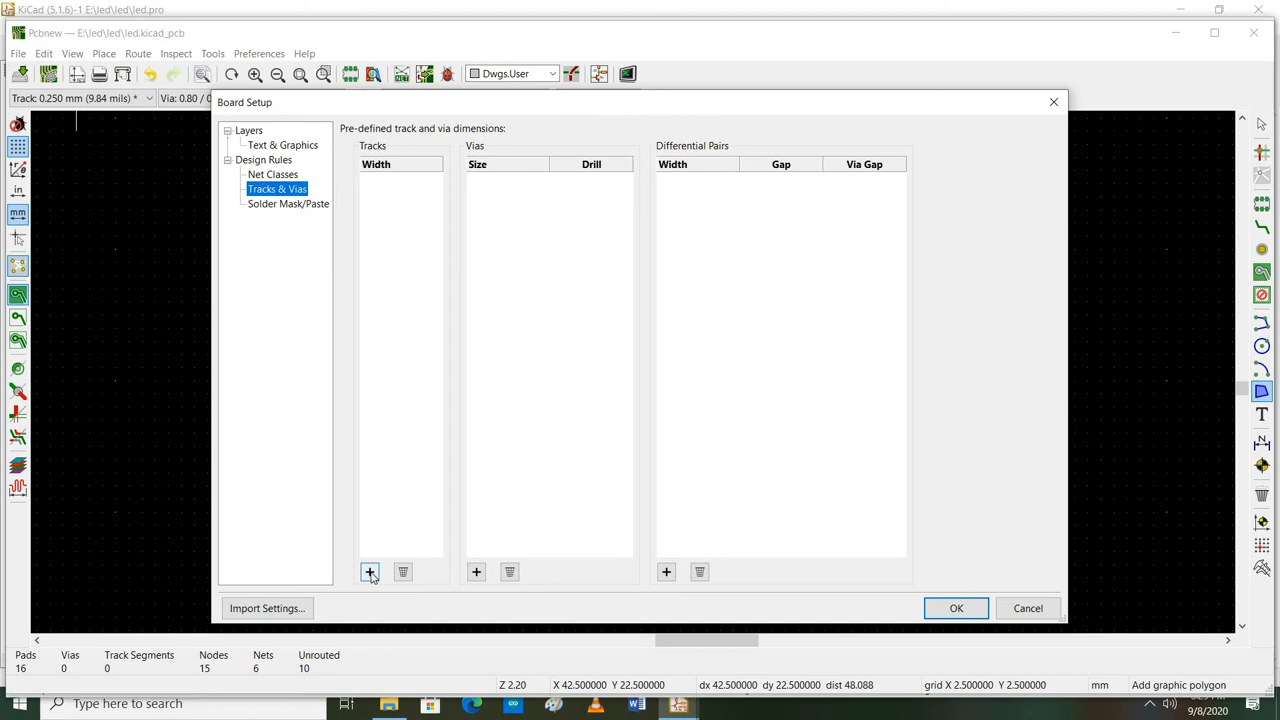 KiCad (5.1.6)-1 E:\led\led\led.pro
Pcbnew — E:\led\led\led.kicad_pcb
File Edit View Place Route Inspect Tools Preferences Help
NET
Dwgs.User
Track: 0.250 mm (9.84 mils) *
Via: 0.80 / 0
Board Setup
Layers
Text & Graphics
Design Rules
Net Classes
Tracks & Vias
Solder Mask/Paste
Pre-defined track and via dimensions:
Tracks
Width
Vias
Size Drill
Differential Pairs
Width Gap Via Gap
in
mm
T
N
Import Settings...
OK
Cancel
Pads Vias Track Segments Nodes Nets Unrouted
16 0 0 15 6 10
Z 2.20 X 42.500000 Y 22.500000 dx 42.500000 dy 22.500000 dist 48.088 grid X 2.500000 Y 2.500000 mm Add graphic polygon
Type here to search
9/8/2020